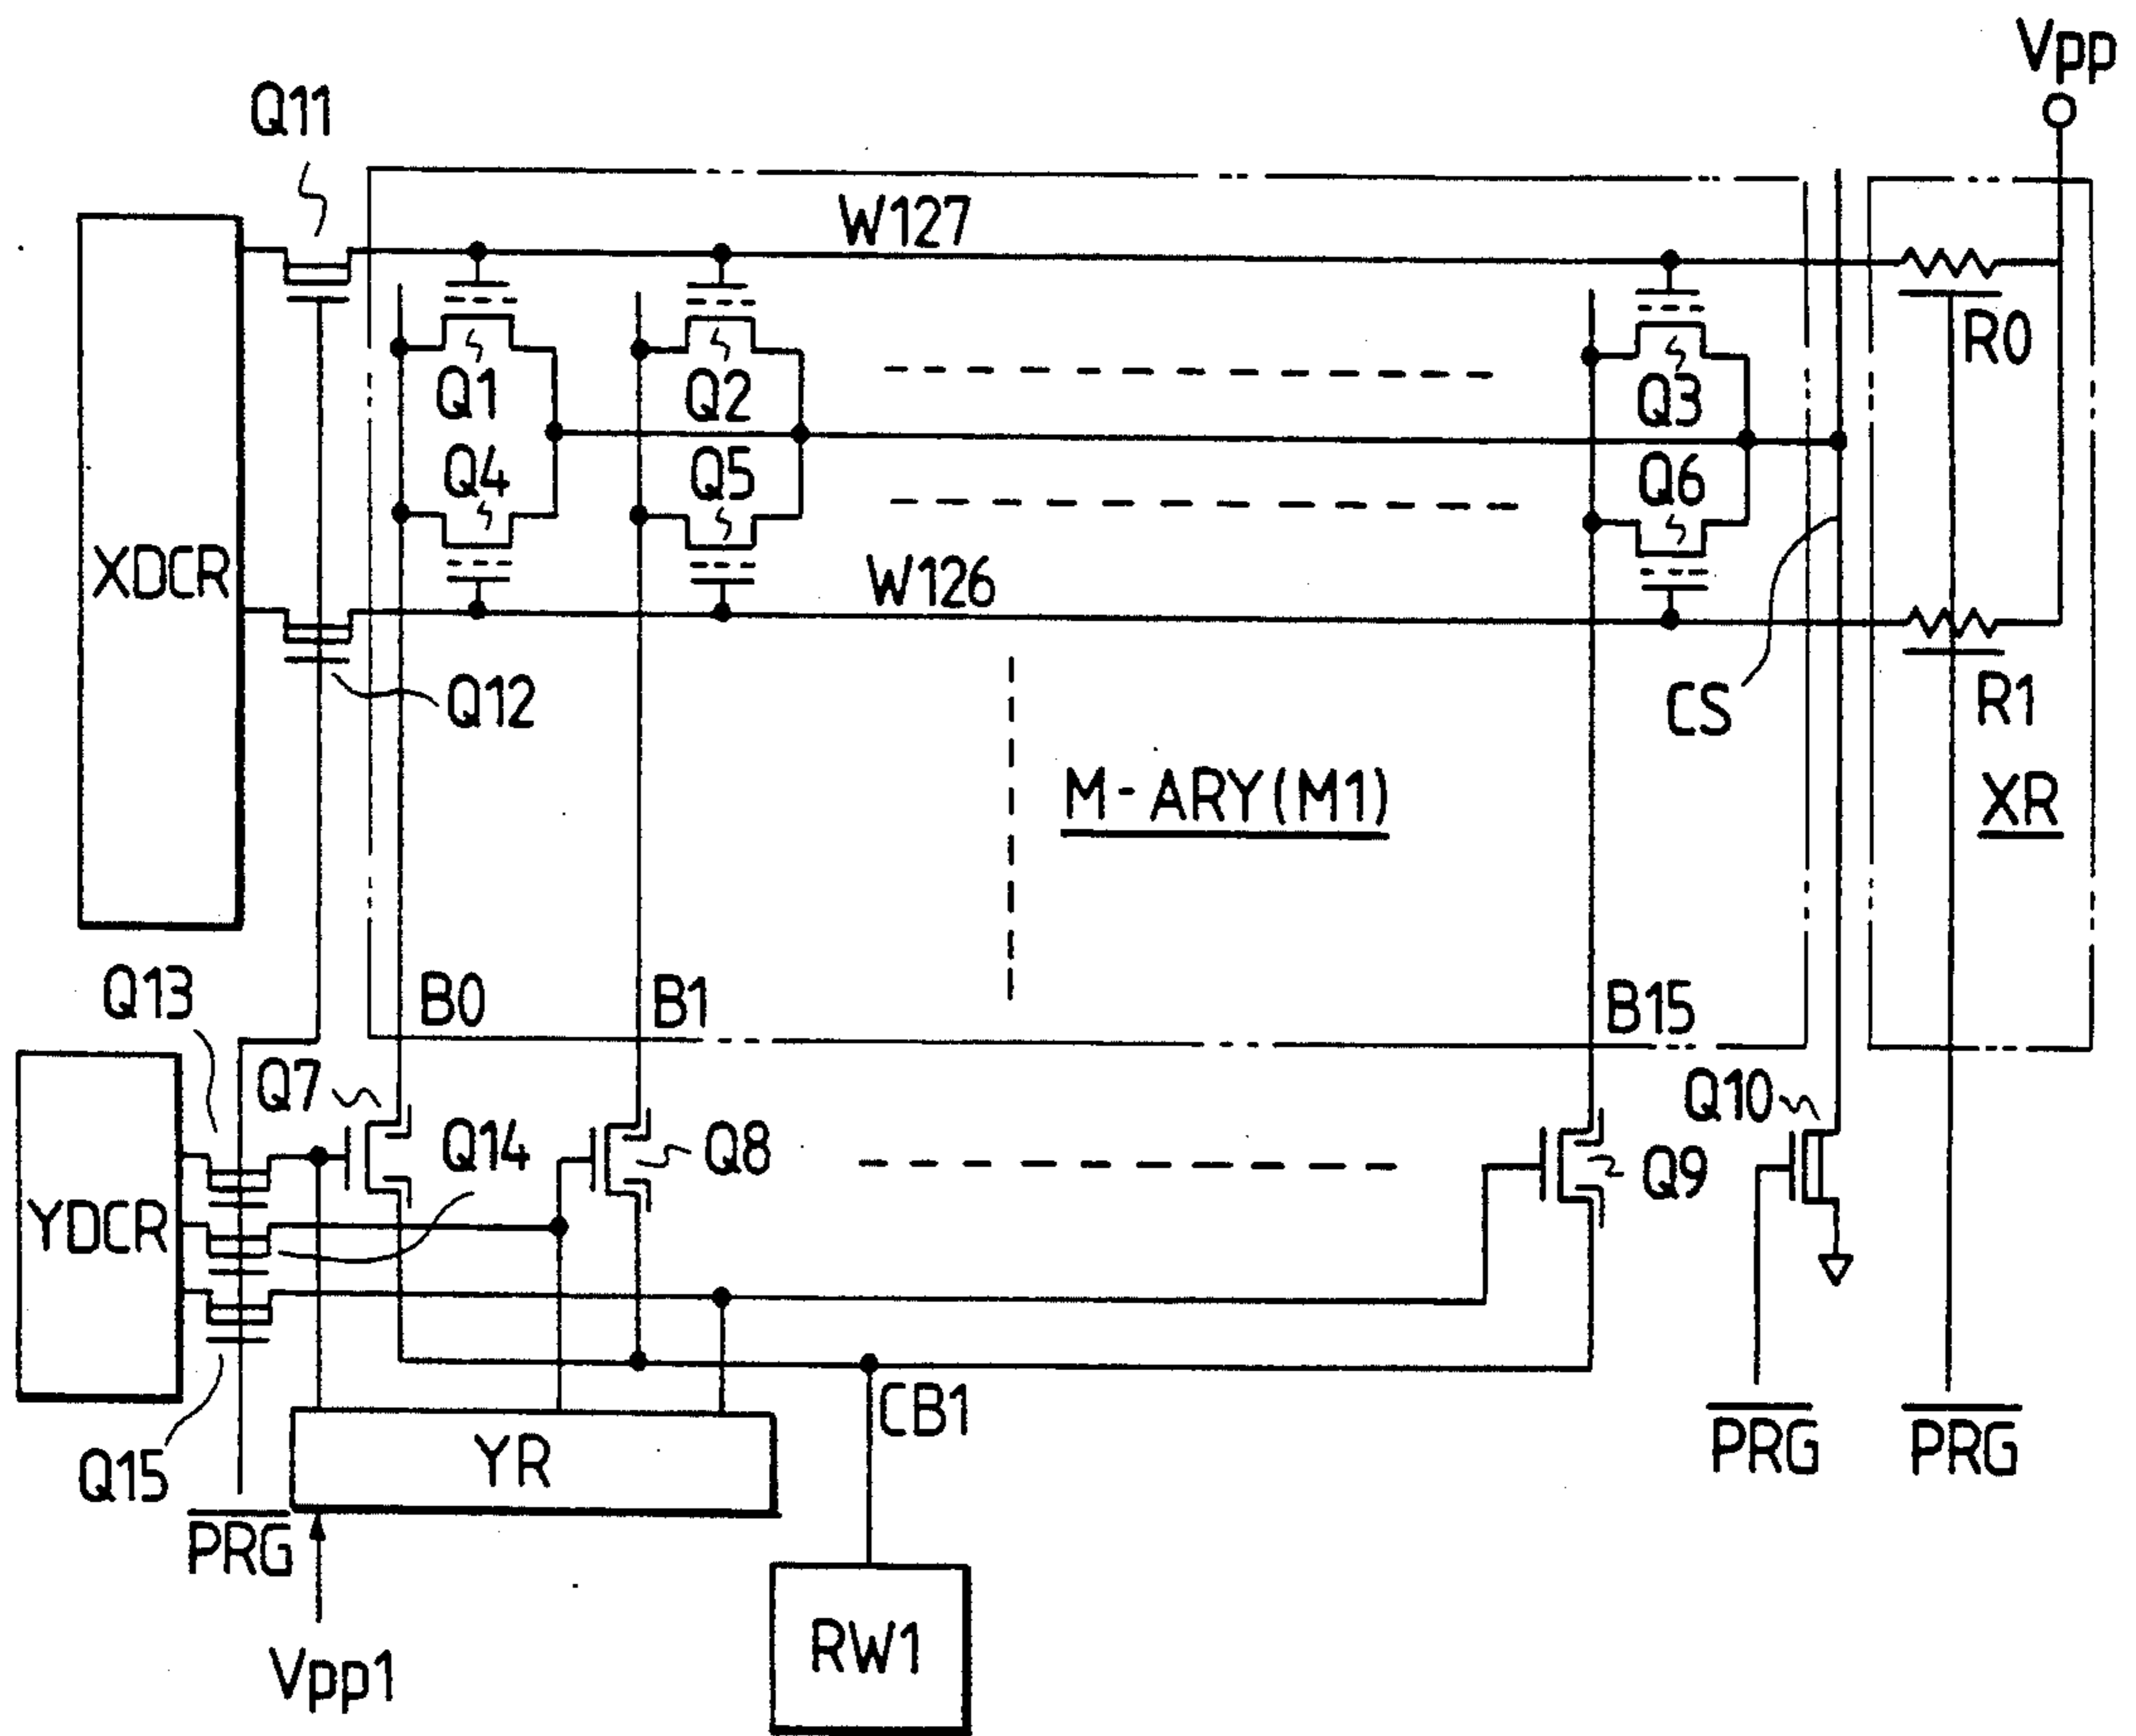 Vpp
Q11
W127
R0
Q1
Q2
Q3
Q4
Q5
Q6
XDCR
W126
Q12
CS
R1
M-ARY(M1)
XR
Q13
B0
B1
B15
Q7
Q14
Q8
Q10
Q9
YDCR
CB1
PRG
PRG
Q15
YR
PRG
RW1
Vpp1